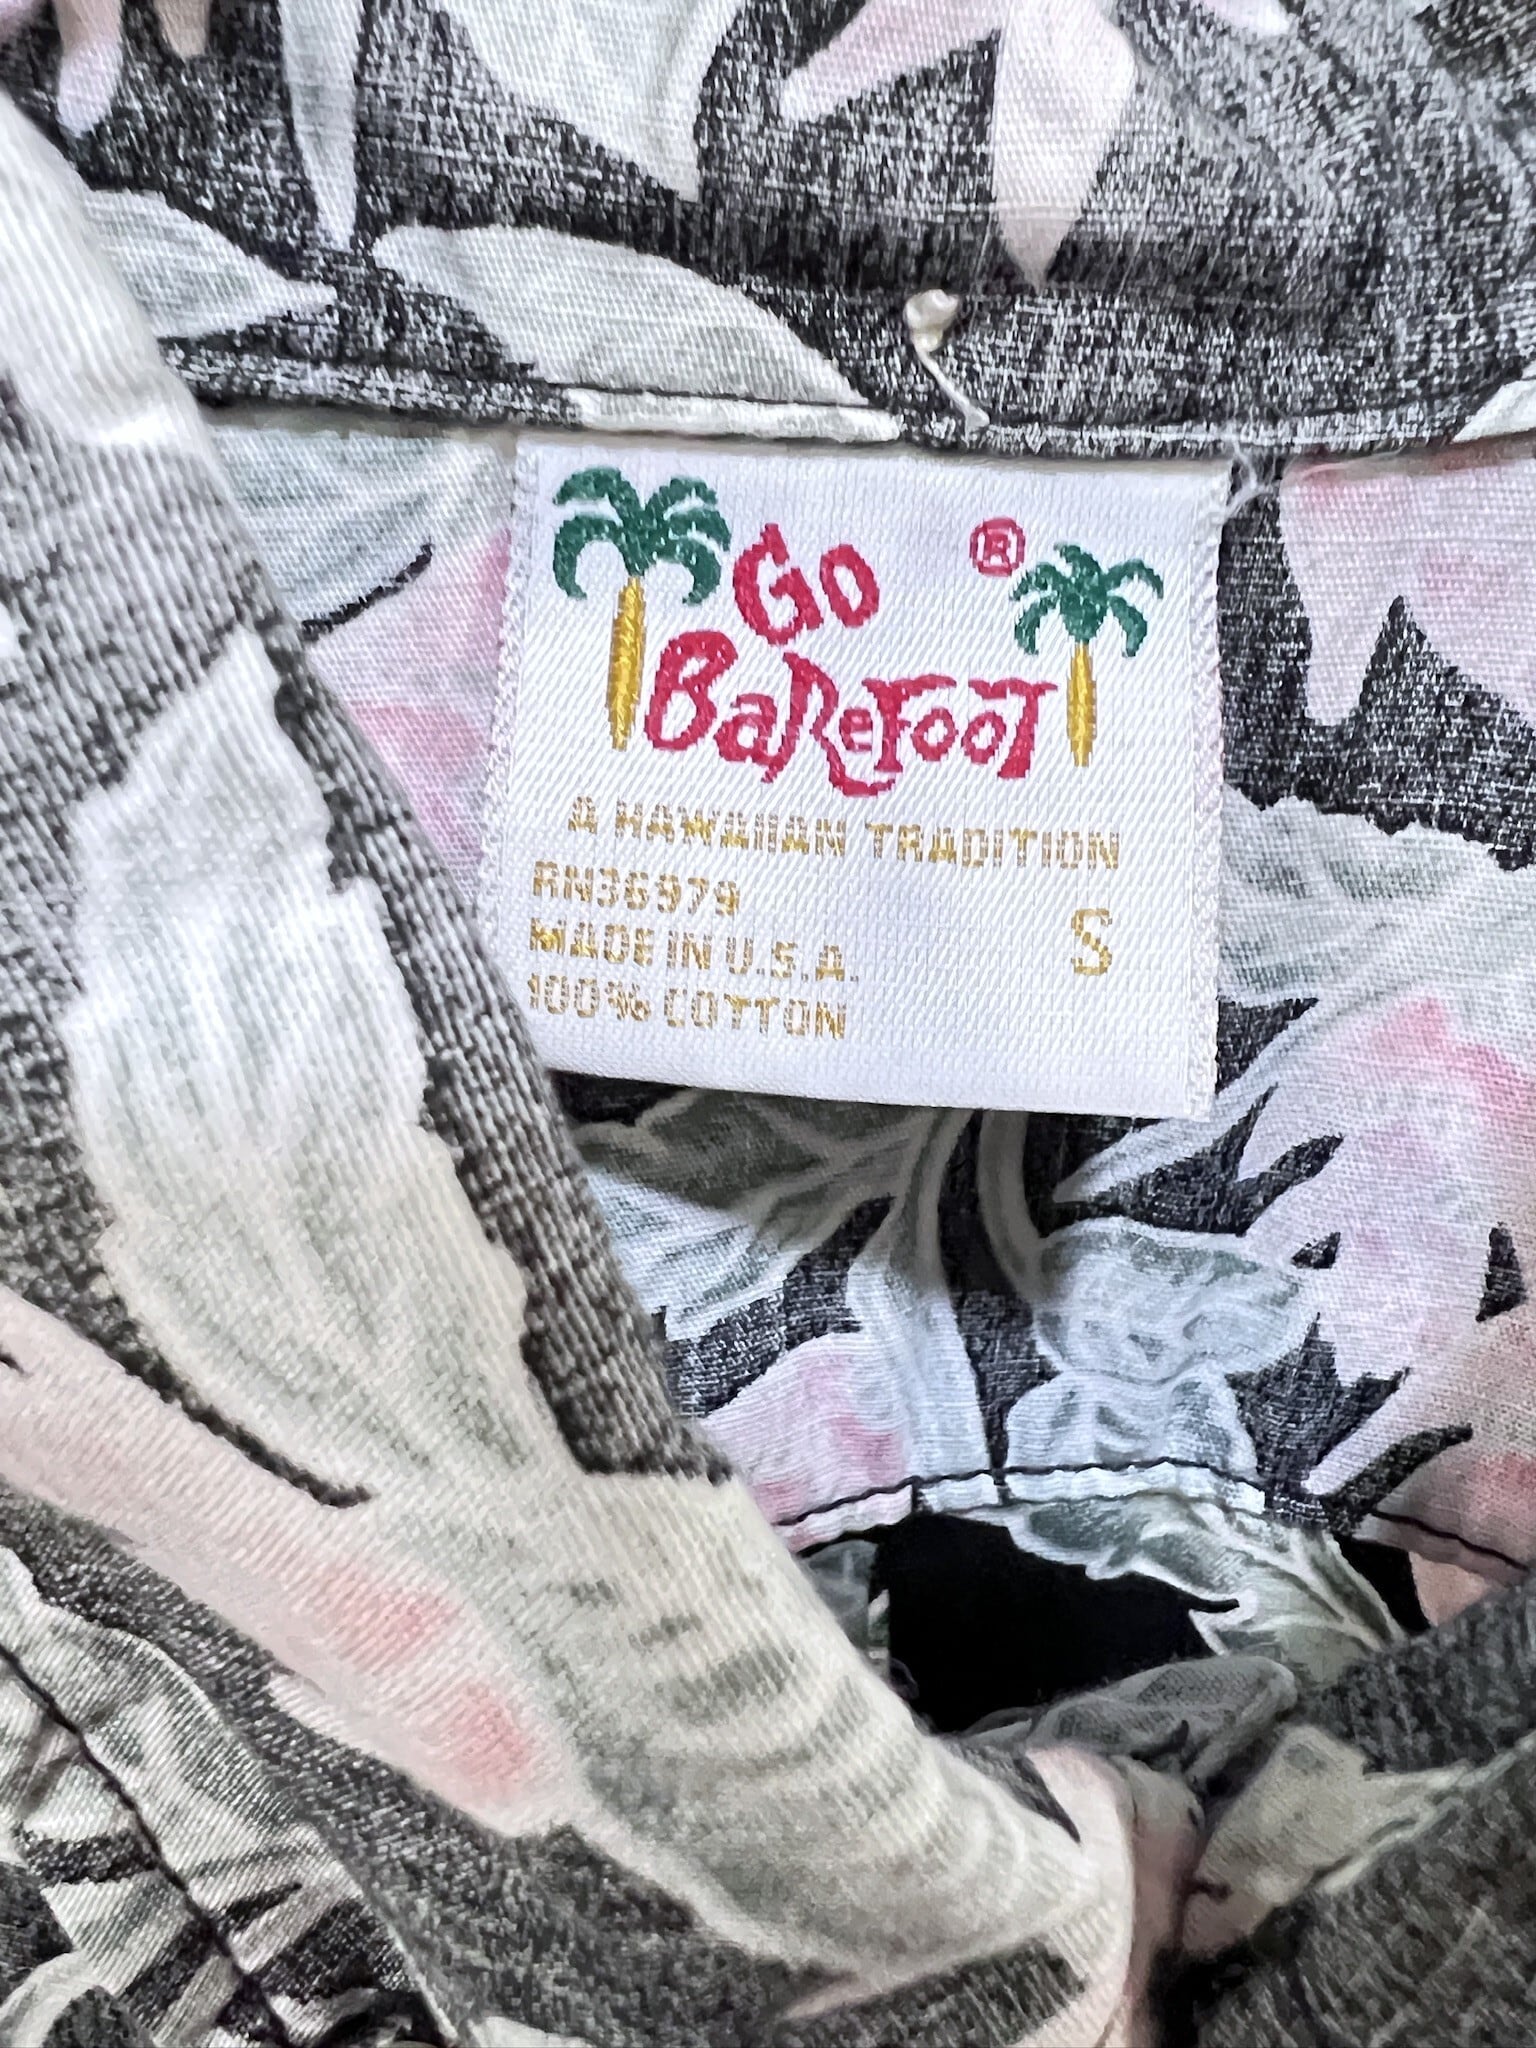 GO ®
BAREFOOT
A HAWAIIAN TRADITION
RN36979
MADE IN U.S.A. S
100% COTTON